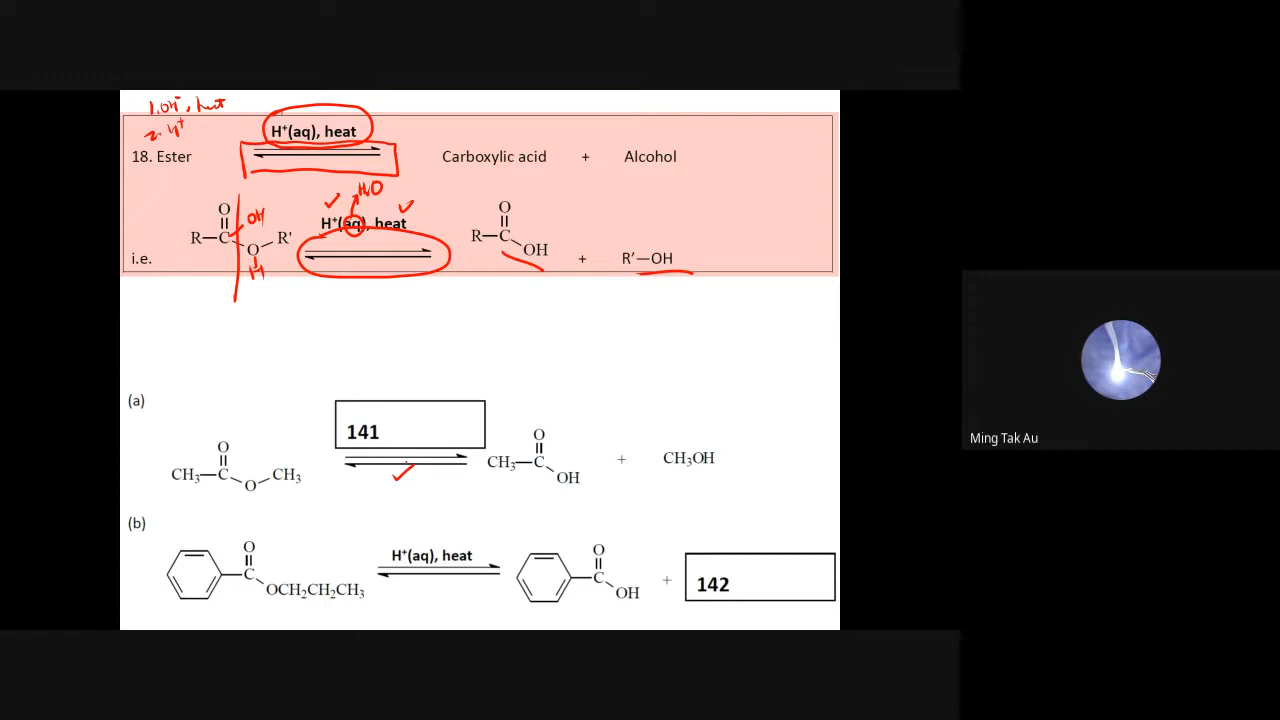 1. OH⁻, heat
2. H⁺
H⁺(aq), heat
18. Ester Carboxylic acid + Alcohol
H₂O
O OH H⁺(aq), heat O
R—C O R' R—C OH
H
i.e. + R'—OH
(a)
141
O O
CH₃—C O CH₃ CH₃—C OH + CH₃OH
(b)
O H⁺(aq), heat O
C OCH₂CH₂CH₃ C OH + 142
Ming Tak Au